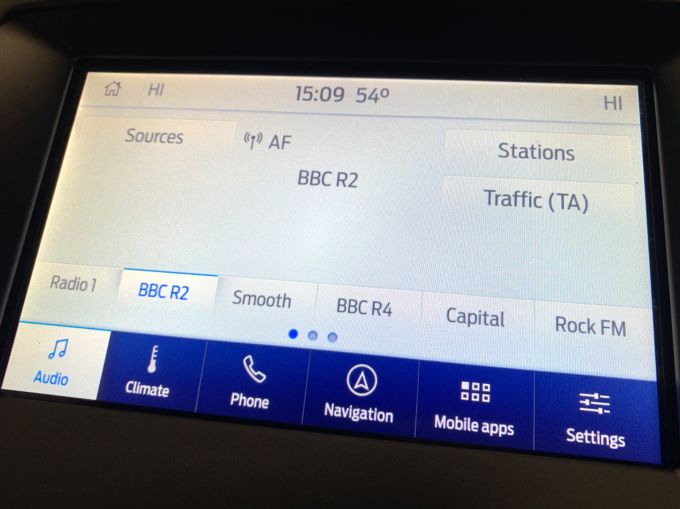 HI 15:09 54º HI
Sources AF Stations
BBC R2
Traffic (TA)
Radio 1 BBC R2 Smooth BBC R4 Capital Rock FM
Audio Climate Phone Navigation Mobile apps Settings